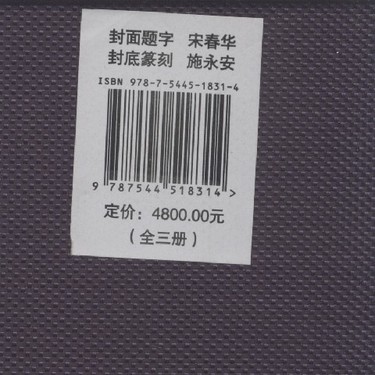 封面题字 宋春华
封底篆刻 施永安
ISBN 978-7-5445-1831-4
9 787544 518314 >
定价：4800.00元
（全三册）